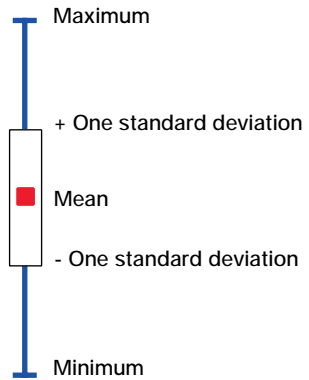 Maximum
+ One standard deviation
Mean
- One standard deviation
Minimum